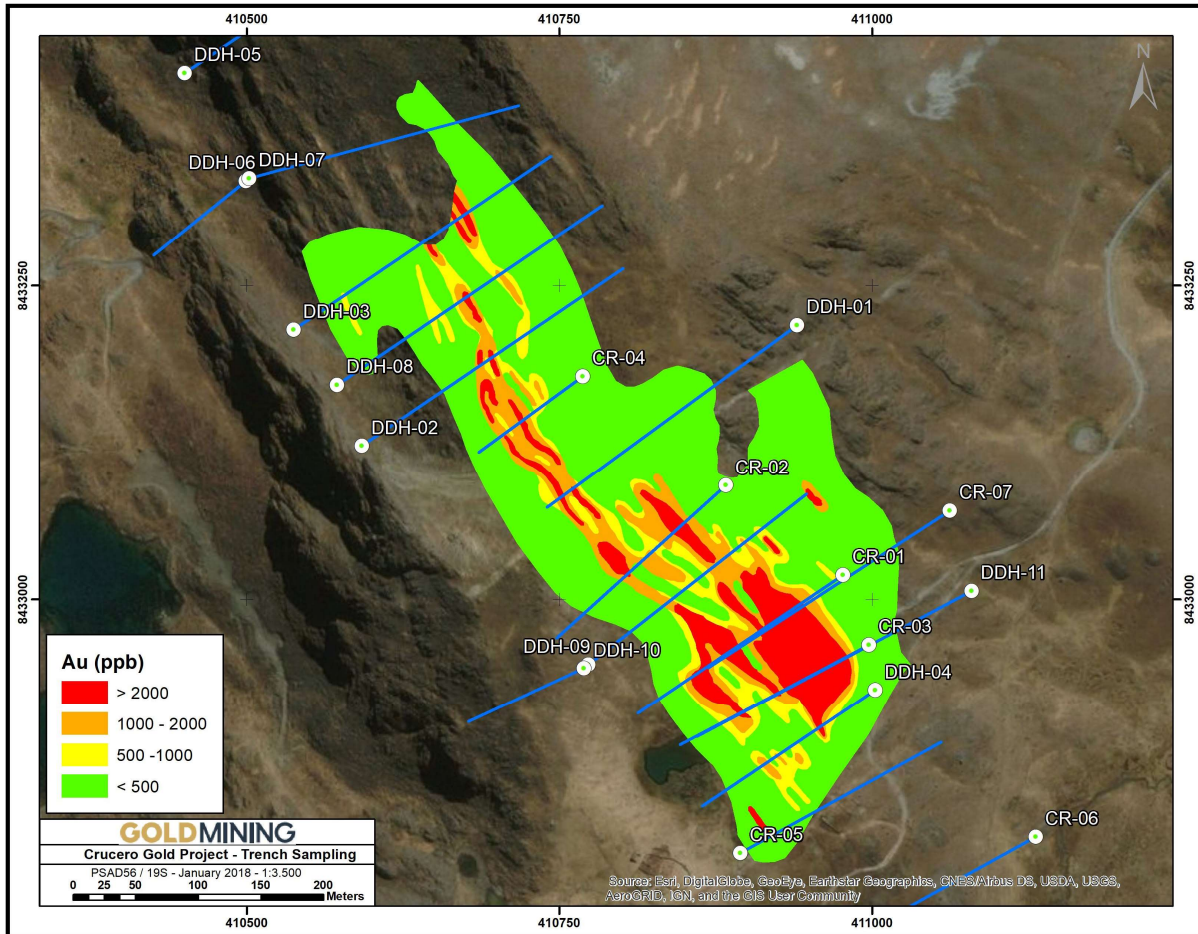 410500 410750 411000
DDH-05
N
DDH-06 DDH-07
8433250 8433250
DDH-03
DDH-01
DDH-08
CR-04
DDH-02
CR-02
CR-07
CR-01
DDH-11
8433000 8433000
CR-03
DDH-09 DDH-10
DDH-04
Au (ppb)
> 2000
1000 - 2000
500 -1000
< 500
GOLDMINING
CR-05
CR-06
Crucero Gold Project - Trench Sampling
PSAD56 / 19S - January 2018 - 1:3.500
0 25 50 100 150 200
Meters
Source: Esri, DigitalGlobe, GeoEye, Earthstar Geographics, CNES/Airbus DS, USDA, USGS,
AeroGRID, IGN, and the GIS User Community
410500 410750 411000